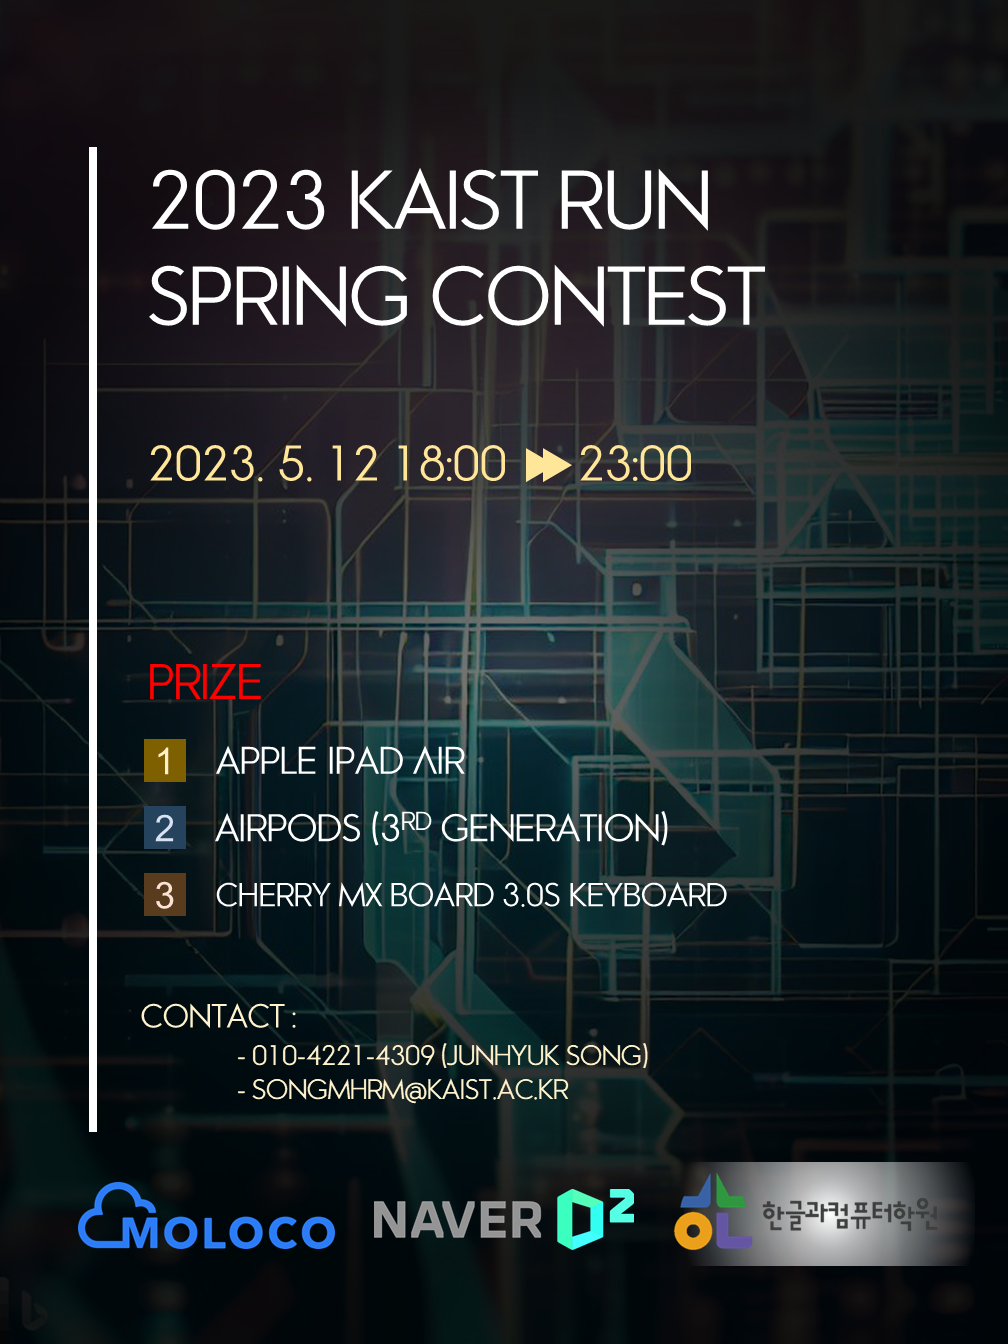 2023 KAIST RUN
SPRING CONTEST
2023. 5. 12 18:00 23:00
PRIZE
1 APPLE IPAD AIR
2 AIRPODS (3RD GENERATION)
3 CHERRY MX BOARD 3.0S KEYBOARD
CONTACT :
- 010-4221-4309 (JUNHYUK SONG)
- SONGMHRM@KAIST.AC.KR
MOLOCO NAVER D2 한글과컴퓨터학원